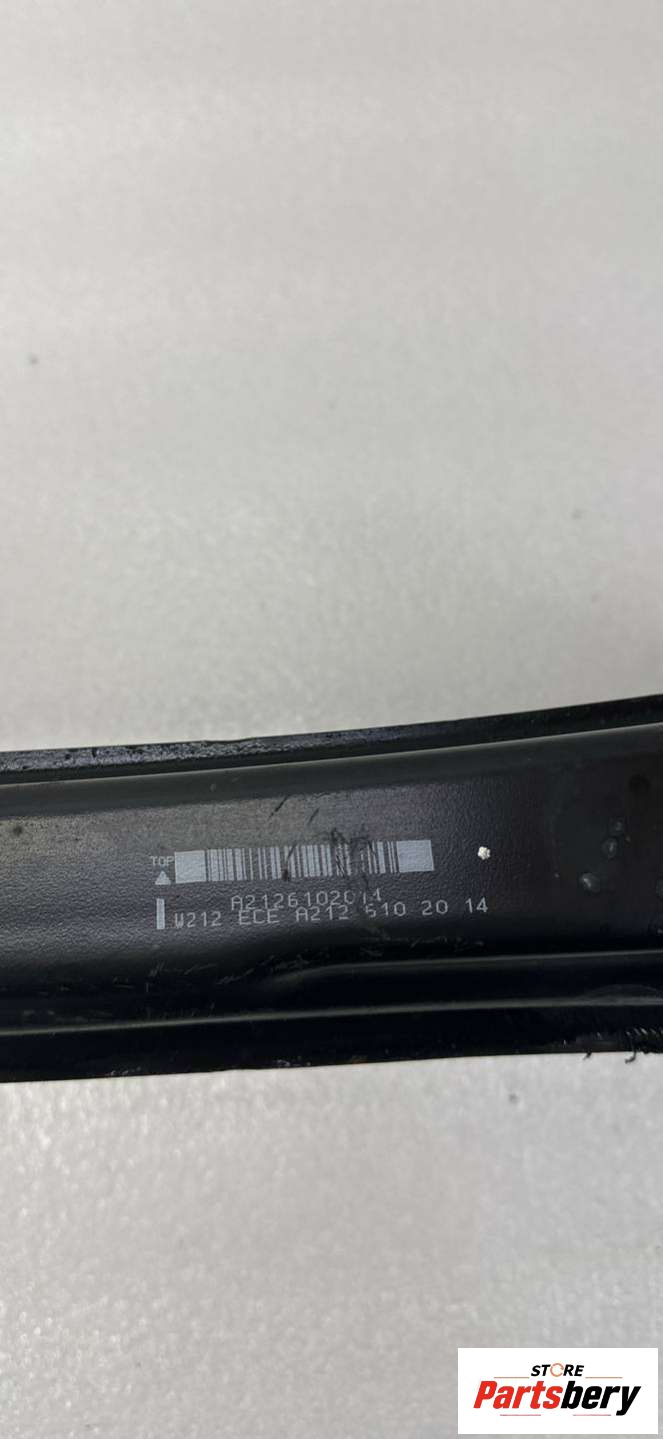 TOP
A2126102014
W212 ECE A212 610 20 14
STORE
Partsbery